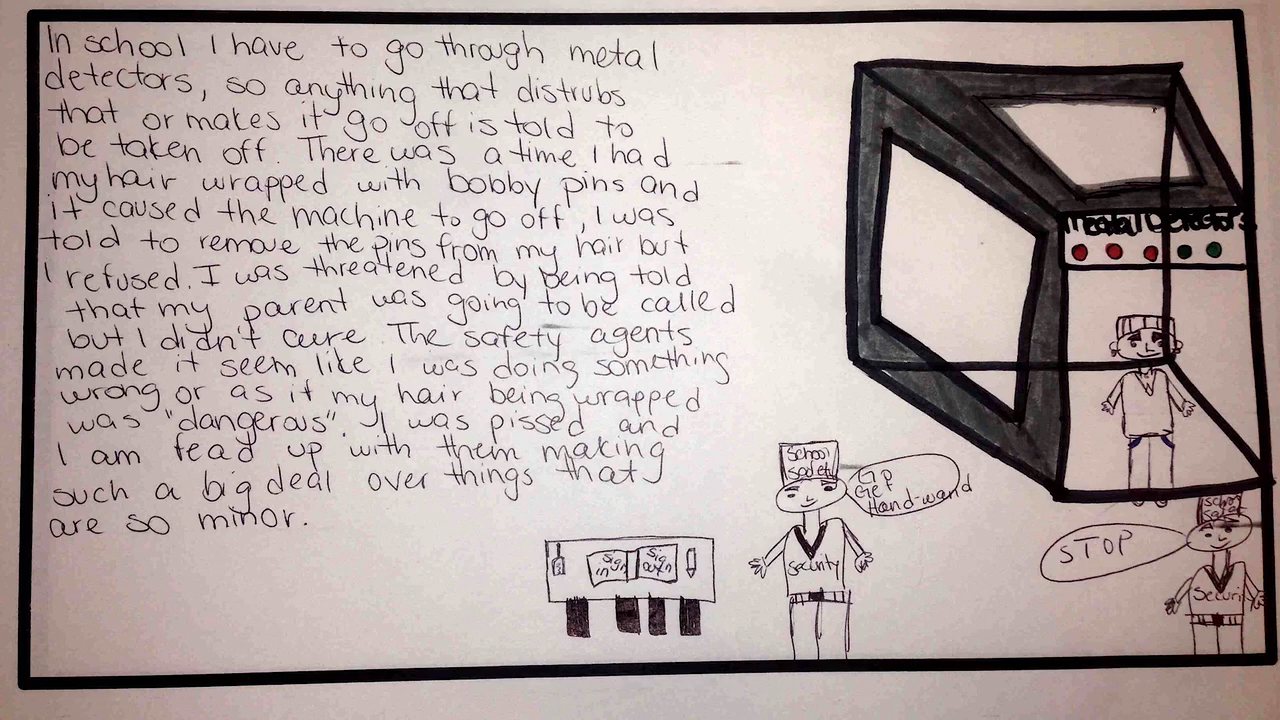 In school I have to go through metal
detectors, so anything that distrubs
that or makes it go off is told to
be taken off. There was a time I had
my hair wrapped with bobby pins and
it caused the machine to go off, I was
told to remove the pins from my hair but
I refused. I was threatened by being told
that my parent was going to be called
but I didn't care. The safety agents
made it seem like I was doing something
wrong or as if my hair being wrapped
was "dangerous". I was pissed and
I am fead up with them making
such a big deal over things that
are so minor.
Metal Detectors
School
safety
Go
Get
Hand-wand
security
Sign
in
Sign
out
STOP
School
Securi